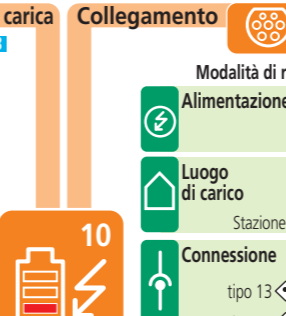 carica
Collegamento
Modalità di r
Alimentazione
Luogo
di carico
Stazione
10
Connessione
tipo 13